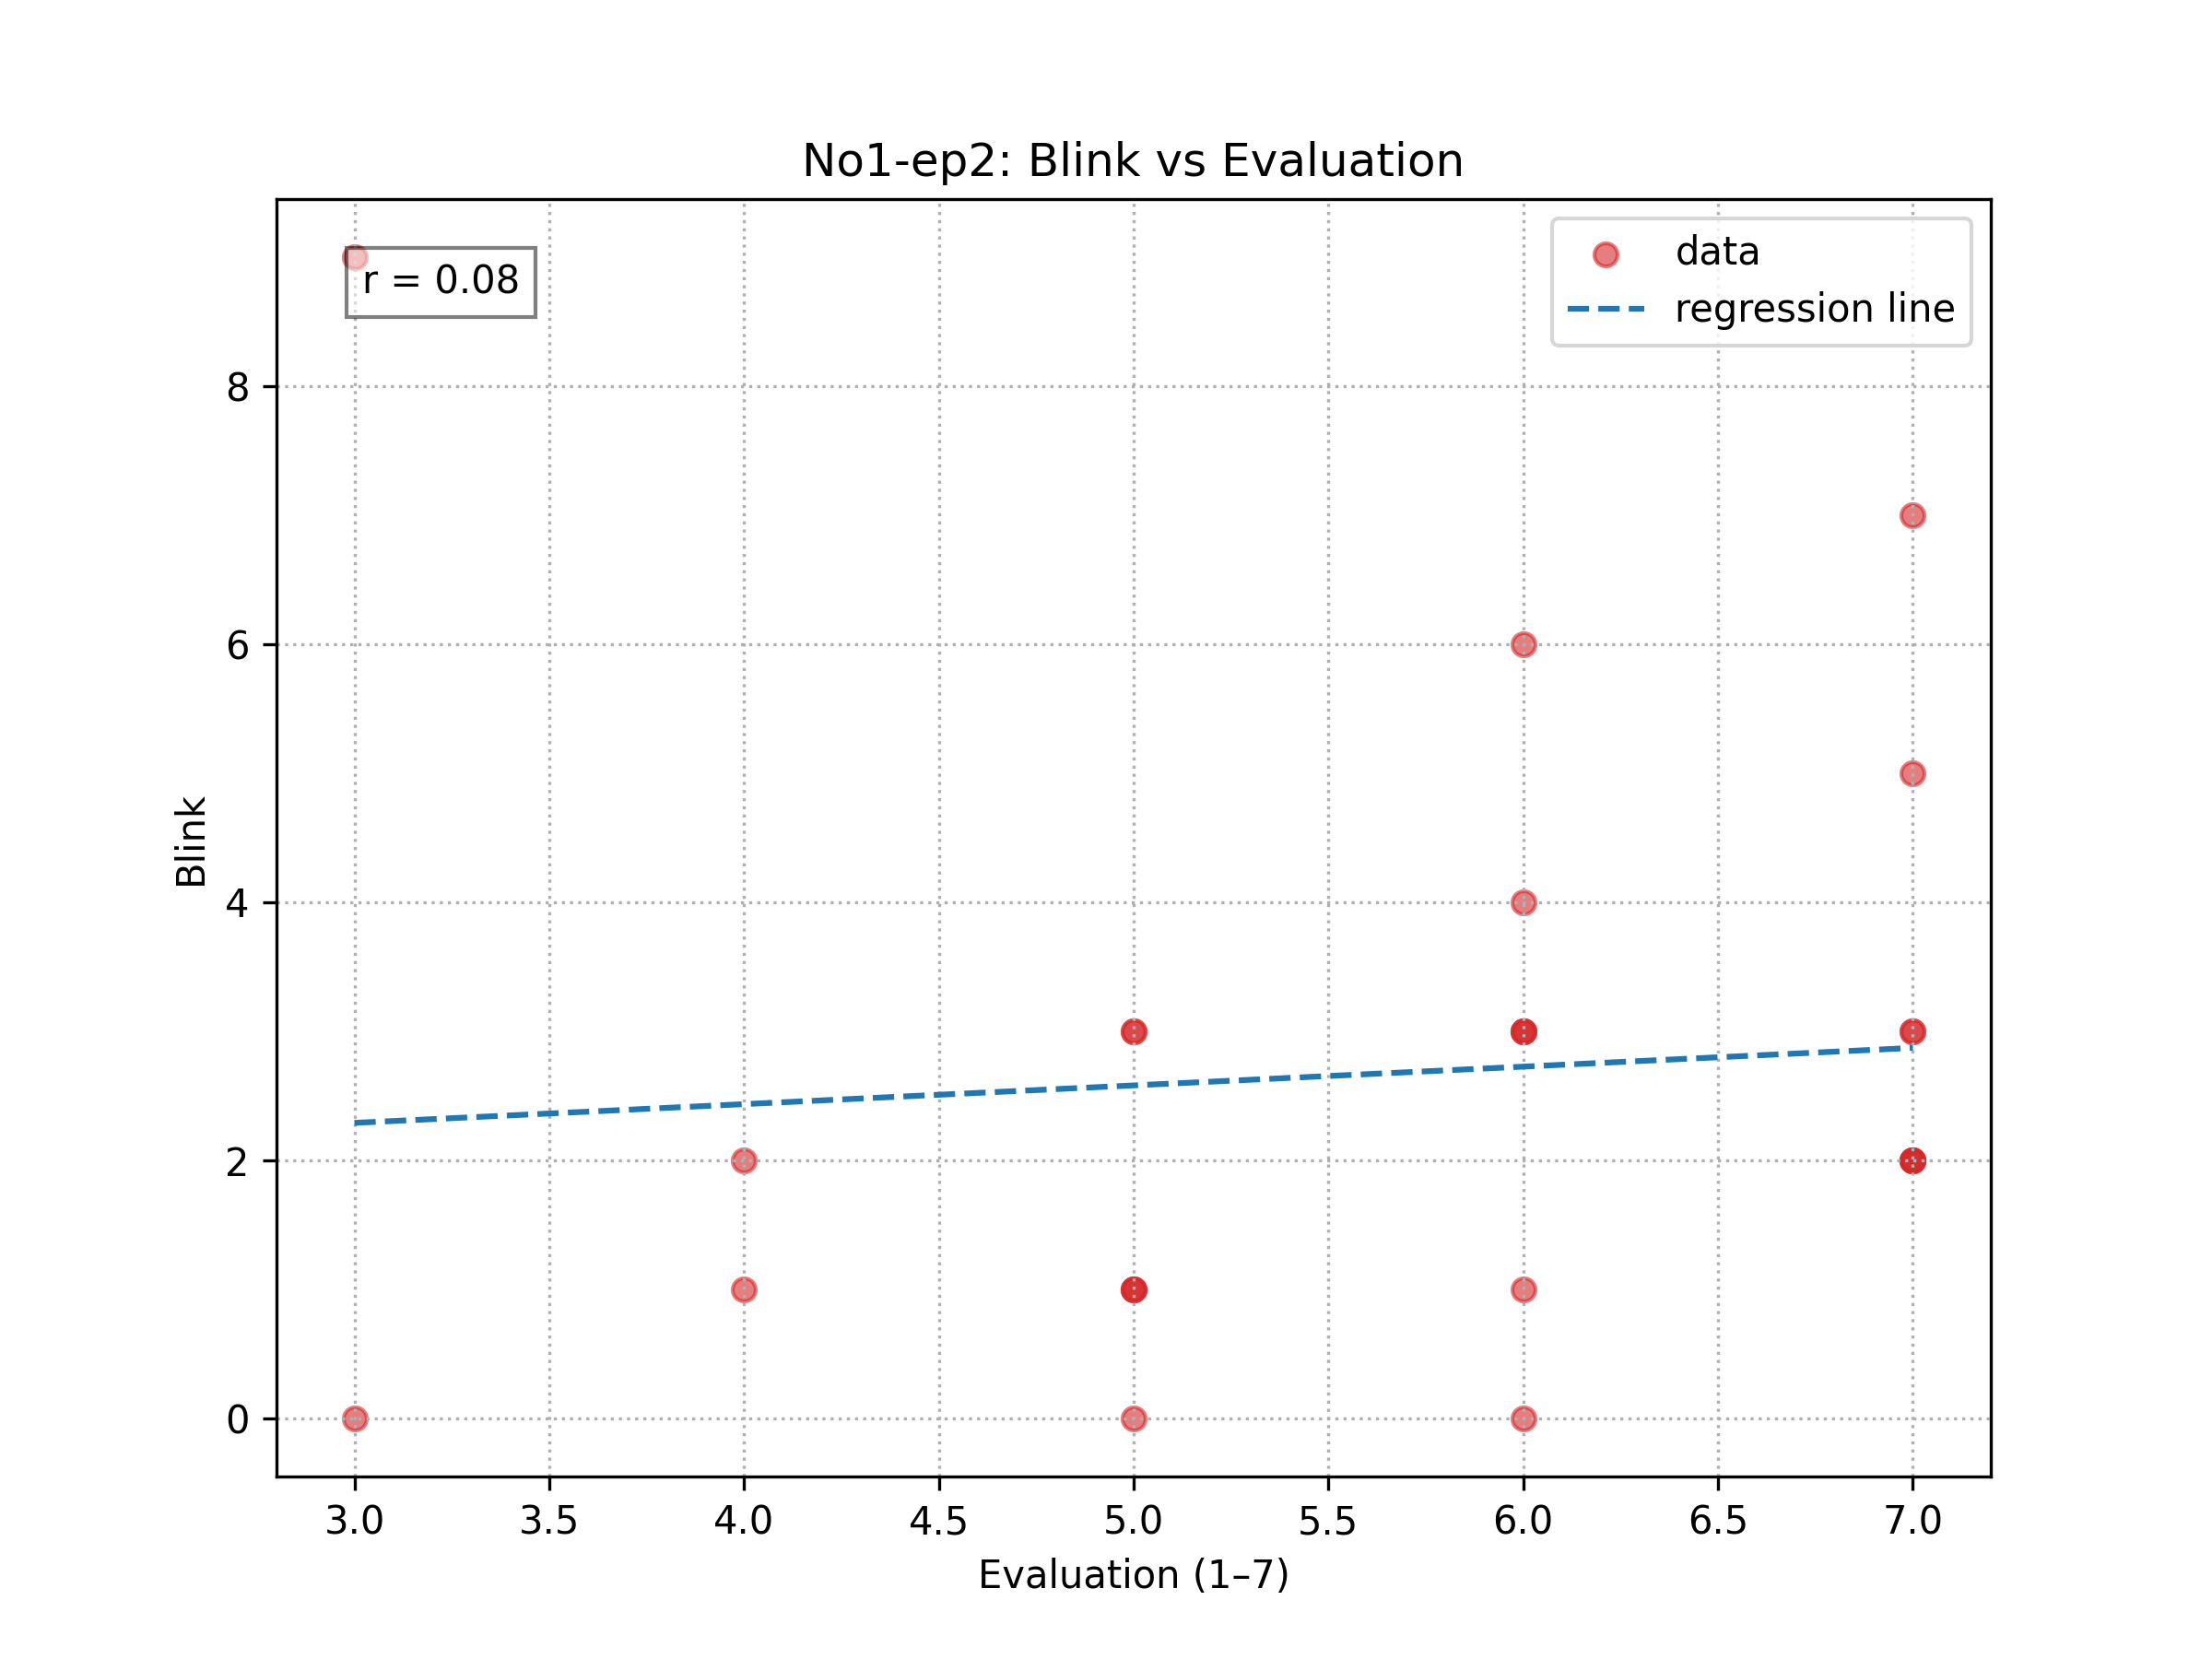 No1-ep2: Blink vs Evaluation
r = 0.08
data
regression line
8
6
4
2
0
Blink
3.0 3.5 4.0 4.5 5.0 5.5 6.0 6.5 7.0
Evaluation (1–7)